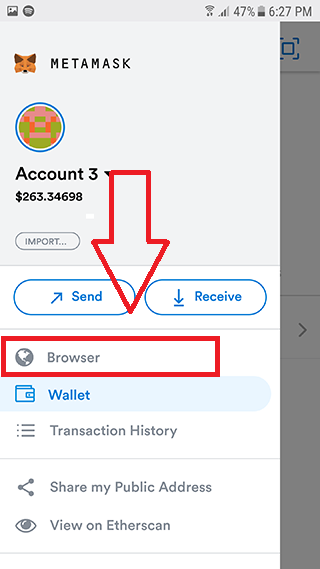 47% 6:27 PM
METAMASK
Account 3
$263.34698
IMPORT...
Send
Receive
Browser
Wallet
Transaction History
Share my Public Address
View on Etherscan